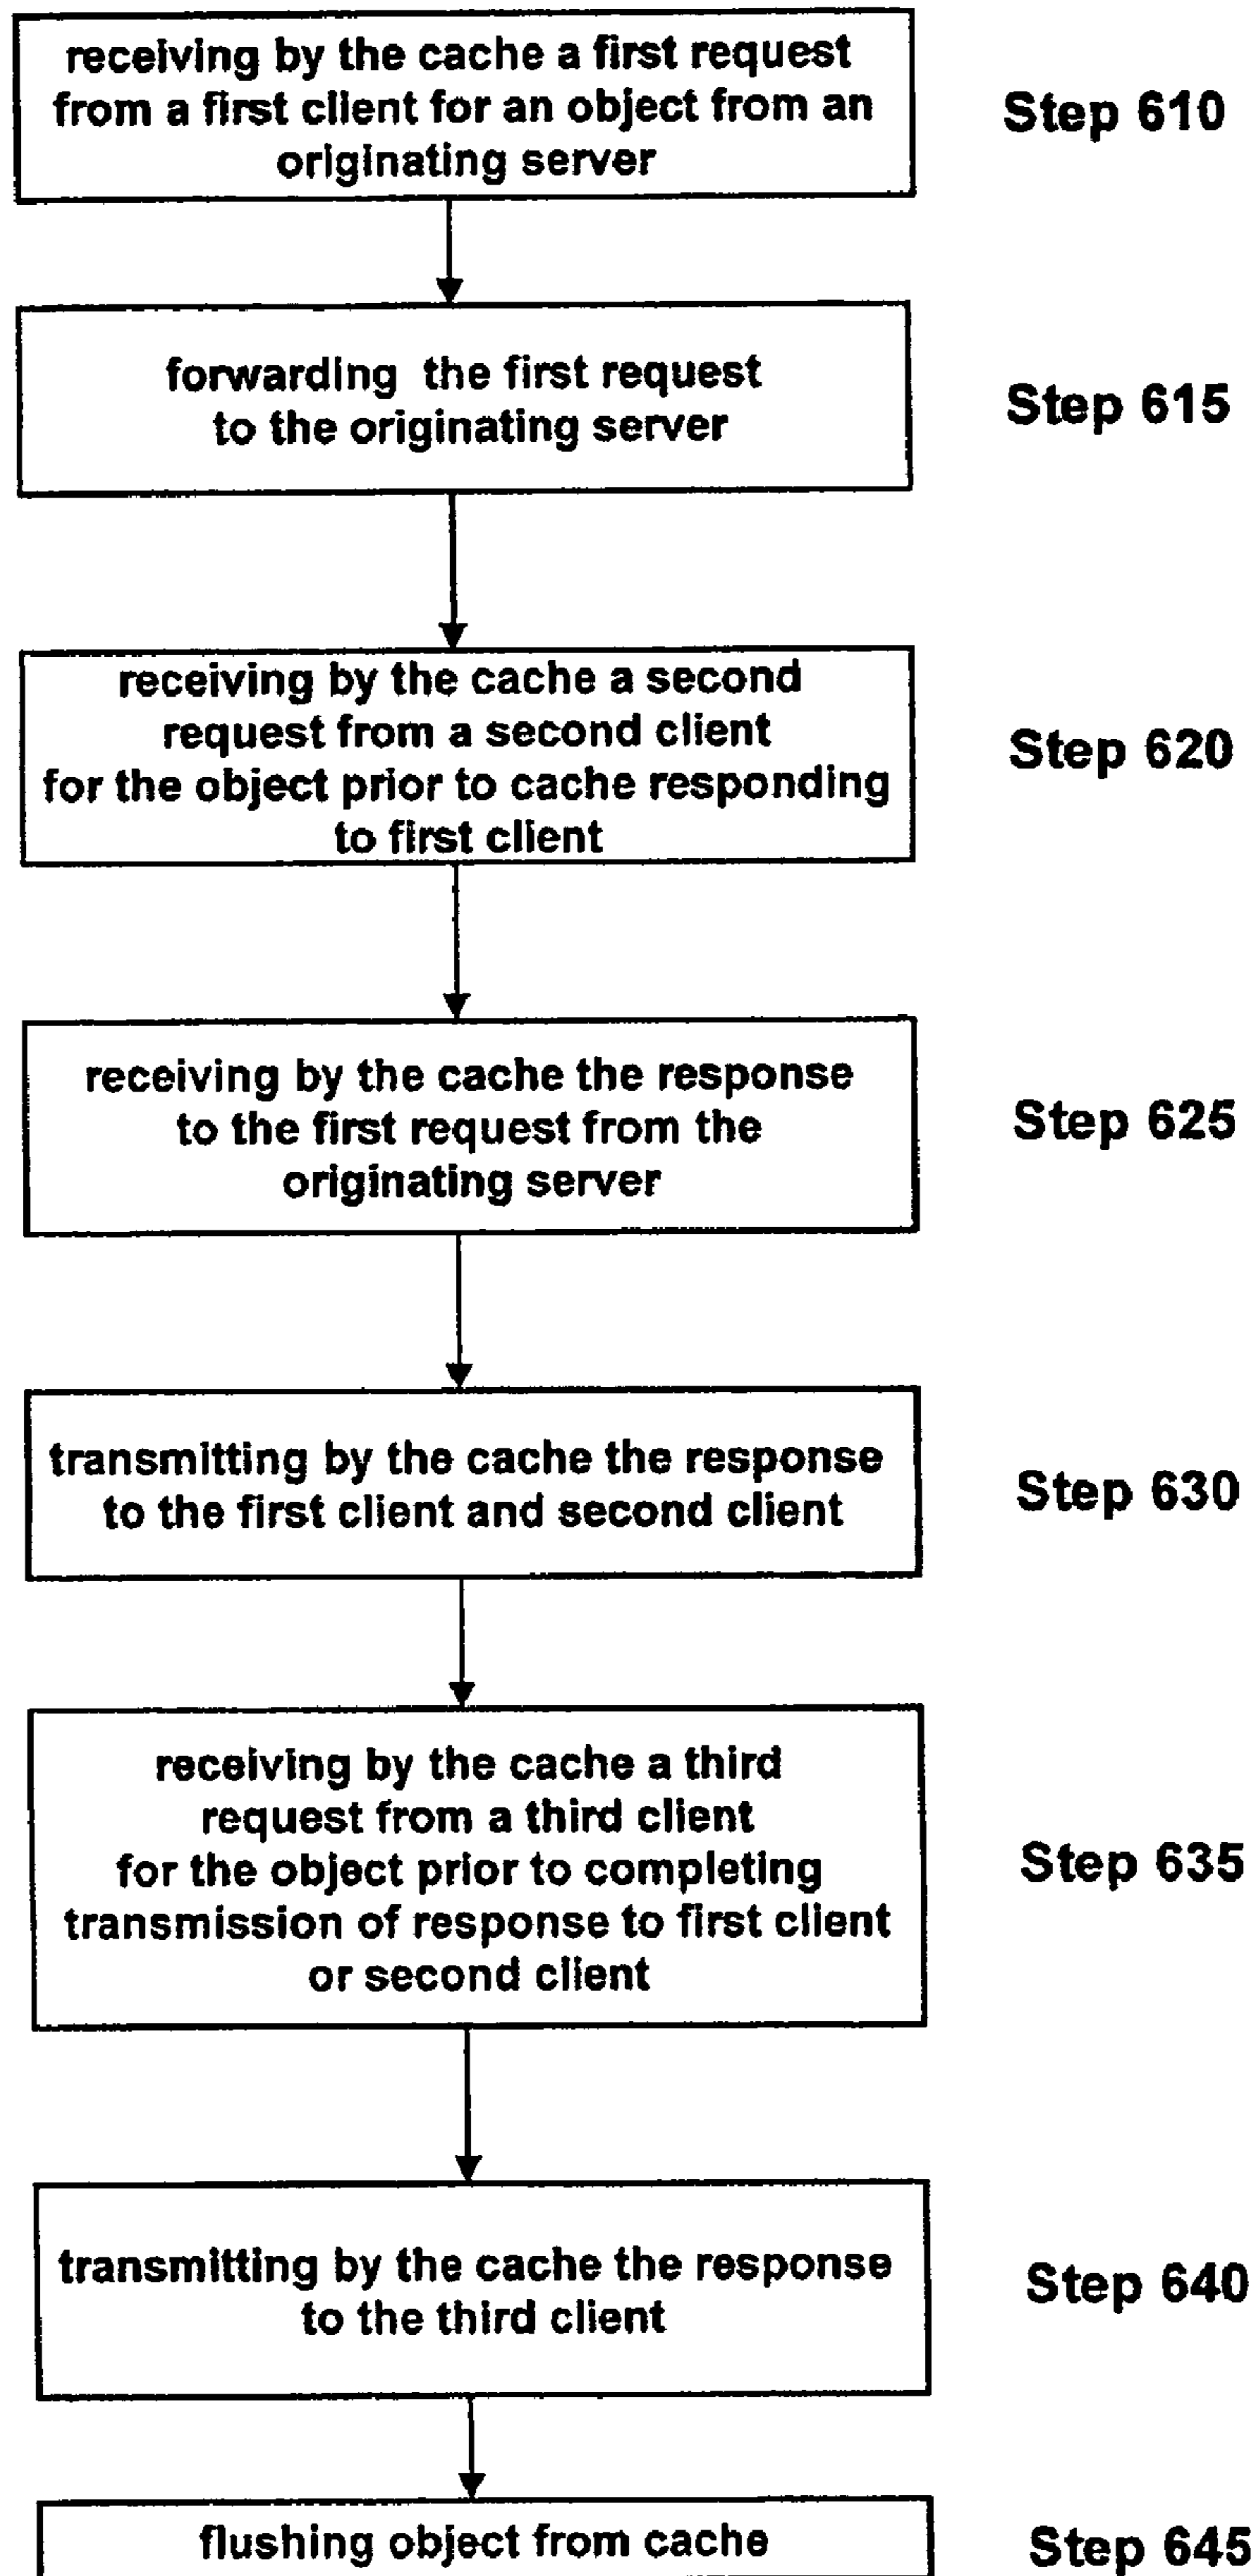 receiving by the cache a first request
from a first client for an object from an
originating server
Step 610
forwarding the first request
to the originating server
Step 615
receiving by the cache a second
request from a second client
for the object prior to cache responding
to first client
Step 620
receiving by the cache the response
to the first request from the
originating server
Step 625
transmitting by the cache the response
to the first client and second client
Step 630
receiving by the cache a third
request from a third client
for the object prior to completing
transmission of response to first client
or second client
Step 635
transmitting by the cache the response
to the third client
Step 640
flushing object from cache
Step 645